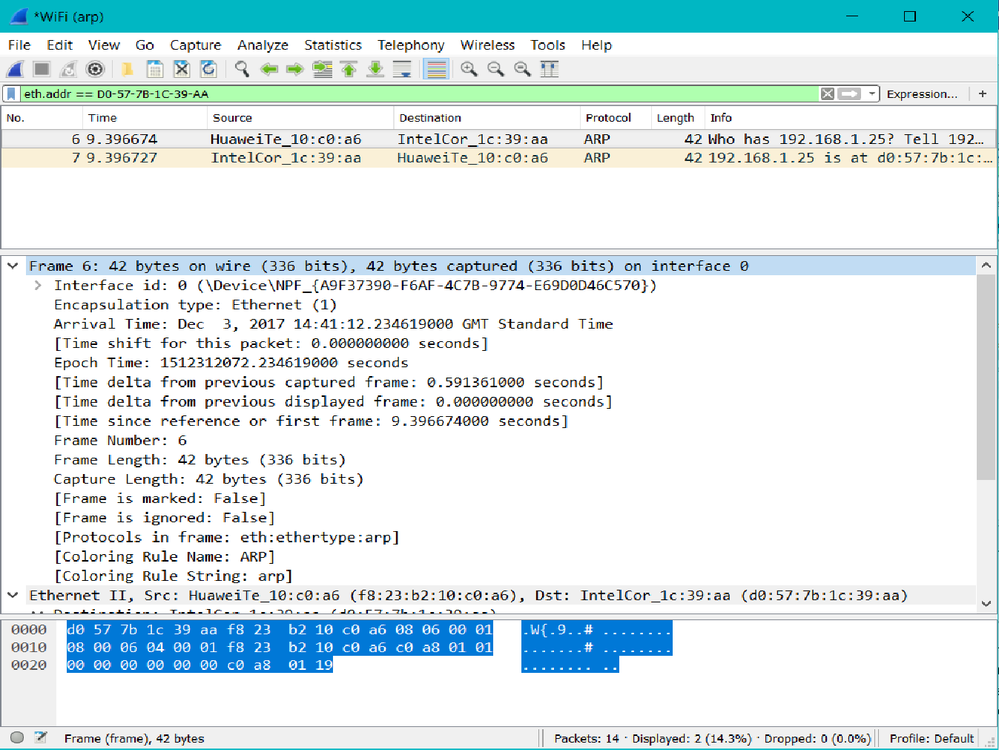 *WiFi (arp)
File Edit View Go Capture Analyze Statistics Telephony Wireless Tools Help
eth.addr == D0-57-7B-1C-39-AA Expression... +
No. Time Source Destination Protocol Length Info
6 9.396674 HuaweiTe_10:c0:a6 IntelCor_1c:39:aa ARP 42 Who has 192.168.1.25? Tell 192...
7 9.396727 IntelCor_1c:39:aa HuaweiTe_10:c0:a6 ARP 42 192.168.1.25 is at d0:57:7b:1c:...
Frame 6: 42 bytes on wire (336 bits), 42 bytes captured (336 bits) on interface 0
Interface id: 0 (\Device\NPF_{A9F37390-F6AF-4C7B-9774-E69D0D46C570})
Encapsulation type: Ethernet (1)
Arrival Time: Dec  3, 2017 14:41:12.234619000 GMT Standard Time
[Time shift for this packet: 0.000000000 seconds]
Epoch Time: 1512312072.234619000 seconds
[Time delta from previous captured frame: 0.591361000 seconds]
[Time delta from previous displayed frame: 0.000000000 seconds]
[Time since reference or first frame: 9.396674000 seconds]
Frame Number: 6
Frame Length: 42 bytes (336 bits)
Capture Length: 42 bytes (336 bits)
[Frame is marked: False]
[Frame is ignored: False]
[Protocols in frame: eth:ethertype:arp]
[Coloring Rule Name: ARP]
[Coloring Rule String: arp]
Ethernet II, Src: HuaweiTe_10:c0:a6 (f8:23:b2:10:c0:a6), Dst: IntelCor_1c:39:aa (d0:57:7b:1c:39:aa)
Destination: IntelCor_1c:39:aa (d0:57:7b:1c:39:aa)
0000 d0 57 7b 1c 39 aa f8 23 b2 10 c0 a6 08 06 00 01 .W{.9..# ........
0010 08 00 06 04 00 01 f8 23 b2 10 c0 a6 c0 a8 01 01 .......# ........
0020 00 00 00 00 00 00 c0 a8 01 19 ........ ..
Frame (frame), 42 bytes Packets: 14 · Displayed: 2 (14.3%) · Dropped: 0 (0.0%) Profile: Default